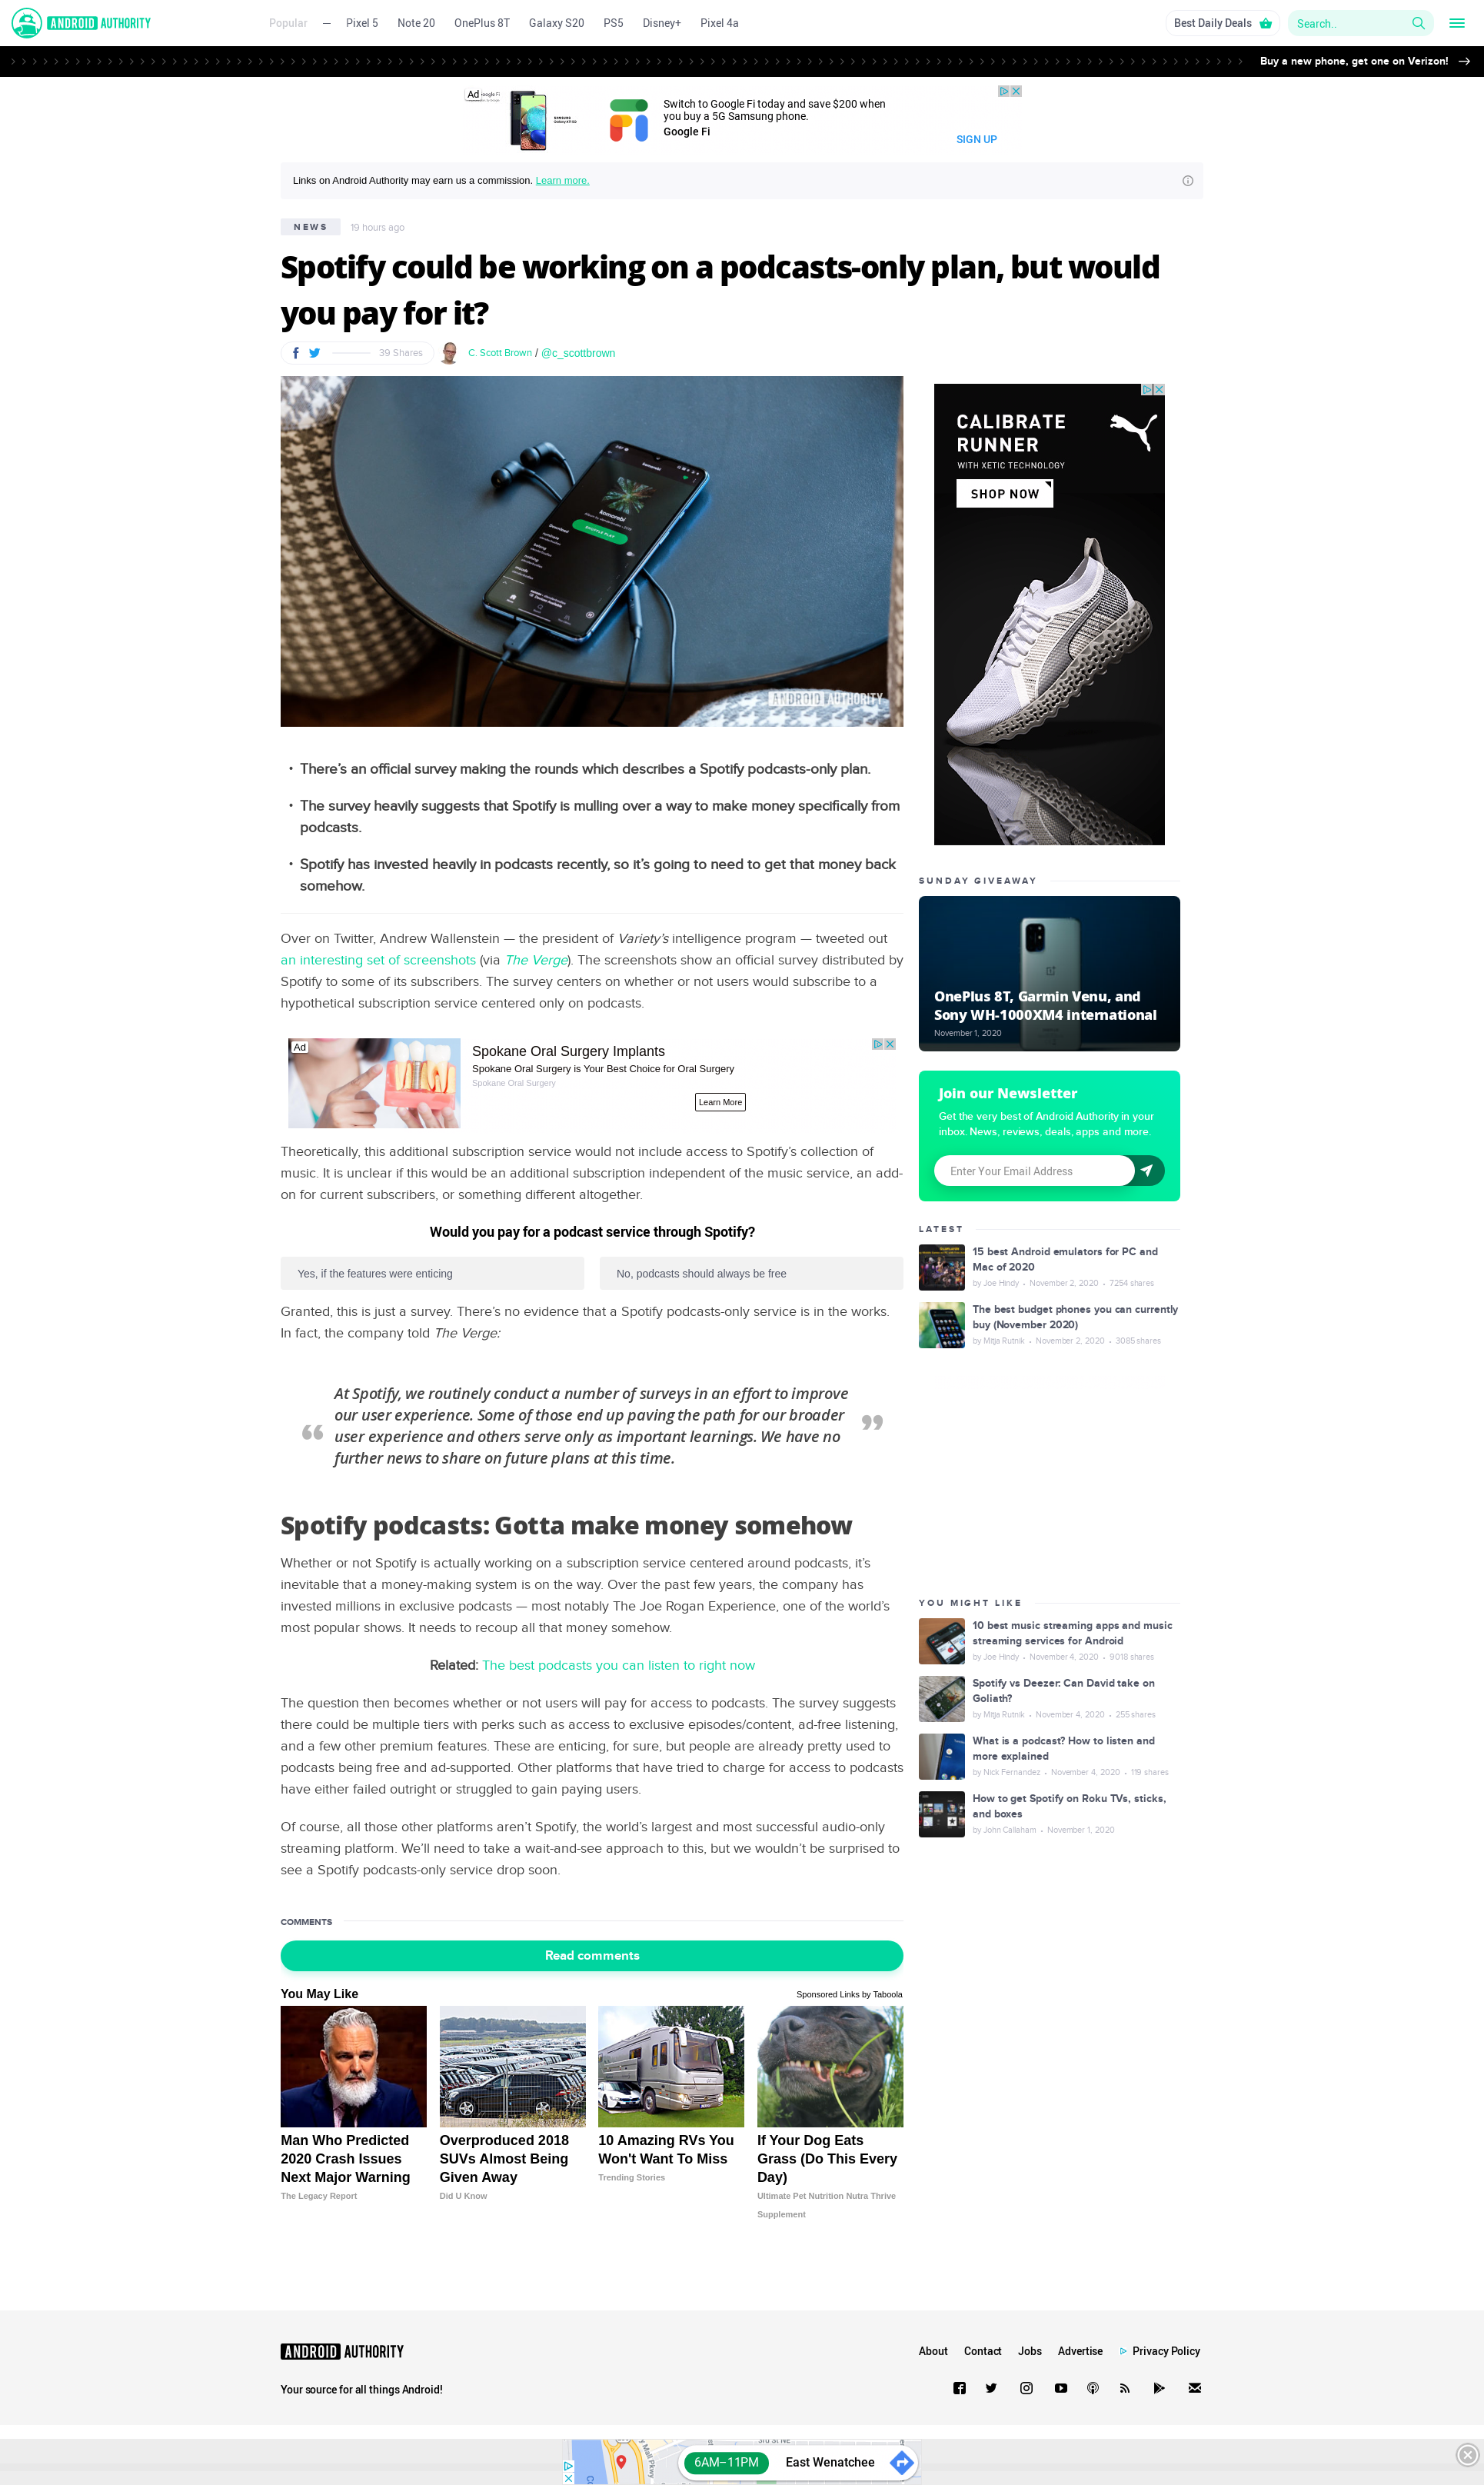 ANDROID AUTHORITY
Popular — Pixel 5 Note 20 OnePlus 8T Galaxy S20 PS5 Disney+ Pixel 4a
Best Daily Deals
Search..
Buy a new phone, get one on Verizon!
Ad
Switch to Google Fi today and save $200 when
you buy a 5G Samsung phone.
Google Fi
SIGN UP
Links on Android Authority may earn us a commission. Learn more.
NEWS 19 hours ago
Spotify could be working on a podcasts-only plan, but would
you pay for it?
39 Shares
C. Scott Brown / @c_scottbrown
komorebi
SHUFFLE PLAY
ANDROID AUTHORITY
• There’s an official survey making the rounds which describes a Spotify podcasts-only plan.
• The survey heavily suggests that Spotify is mulling over a way to make money specifically from
podcasts.
• Spotify has invested heavily in podcasts recently, so it’s going to need to get that money back
somehow.
Over on Twitter, Andrew Wallenstein — the president of Variety’s intelligence program — tweeted out
an interesting set of screenshots (via The Verge). The screenshots show an official survey distributed by
Spotify to some of its subscribers. The survey centers on whether or not users would subscribe to a
hypothetical subscription service centered only on podcasts.
Ad
Spokane Oral Surgery Implants
Spokane Oral Surgery is Your Best Choice for Oral Surgery
Spokane Oral Surgery
Learn More
Theoretically, this additional subscription service would not include access to Spotify’s collection of
music. It is unclear if this would be an additional subscription independent of the music service, an add-
on for current subscribers, or something different altogether.
Would you pay for a podcast service through Spotify?
Yes, if the features were enticing
No, podcasts should always be free
Granted, this is just a survey. There’s no evidence that a Spotify podcasts-only service is in the works.
In fact, the company told The Verge:
“ At Spotify, we routinely conduct a number of surveys in an effort to improve
our user experience. Some of those end up paving the path for our broader
user experience and others serve only as important learnings. We have no
further news to share on future plans at this time. ”
Spotify podcasts: Gotta make money somehow
Whether or not Spotify is actually working on a subscription service centered around podcasts, it’s
inevitable that a money-making system is on the way. Over the past few years, the company has
invested millions in exclusive podcasts — most notably The Joe Rogan Experience, one of the world’s
most popular shows. It needs to recoup all that money somehow.
Related: The best podcasts you can listen to right now
The question then becomes whether or not users will pay for access to podcasts. The survey suggests
there could be multiple tiers with perks such as access to exclusive episodes/content, ad-free listening,
and a few other premium features. These are enticing, for sure, but people are already pretty used to
podcasts being free and ad-supported. Other platforms that have tried to charge for access to podcasts
have either failed outright or struggled to gain paying users.
Of course, all those other platforms aren’t Spotify, the world’s largest and most successful audio-only
streaming platform. We’ll need to take a wait-and-see approach to this, but we wouldn’t be surprised to
see a Spotify podcasts-only service drop soon.
COMMENTS
Read comments
You May Like
Sponsored Links by Taboola
Man Who Predicted
2020 Crash Issues
Next Major Warning
The Legacy Report
Overproduced 2018
SUVs Almost Being
Given Away
Did U Know
10 Amazing RVs You
Won't Want To Miss
Trending Stories
If Your Dog Eats
Grass (Do This Every
Day)
Ultimate Pet Nutrition Nutra Thrive
Supplement
CALIBRATE
RUNNER
WITH XETIC TECHNOLOGY
SHOP NOW
SUNDAY GIVEAWAY
OnePlus 8T, Garmin Venu, and
Sony WH-1000XM4 international
November 1, 2020
Join our Newsletter
Get the very best of Android Authority in your
inbox. News, reviews, deals, apps and more.
Enter Your Email Address
LATEST
15 best Android emulators for PC and
Mac of 2020
by Joe Hindy • November 2, 2020 • 7254 shares
The best budget phones you can currently
buy (November 2020)
by Mitja Rutnik • November 2, 2020 • 3085 shares
YOU MIGHT LIKE
10 best music streaming apps and music
streaming services for Android
by Joe Hindy • November 4, 2020 • 9018 shares
Spotify vs Deezer: Can David take on
Goliath?
by Mitja Rutnik • November 4, 2020 • 255 shares
What is a podcast? How to listen and
more explained
by Nick Fernandez • November 4, 2020 • 119 shares
How to get Spotify on Roku TVs, sticks,
and boxes
by John Callaham • November 1, 2020
ANDROID AUTHORITY
Your source for all things Android!
About Contact Jobs Advertise Privacy Policy
6AM–11PM
East Wenatchee